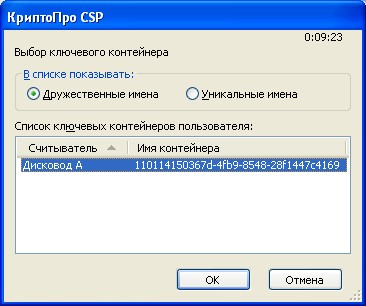 КриптоПро CSP
0:09:23
Выбор ключевого контейнера
В списке показывать:
Дружественные имена Уникальные имена
Список ключевых контейнеров пользователя:
Считыватель Имя контейнера
Дисковод A 110114150367d-4fb9-8548-28f1447c4169
ОК Отмена